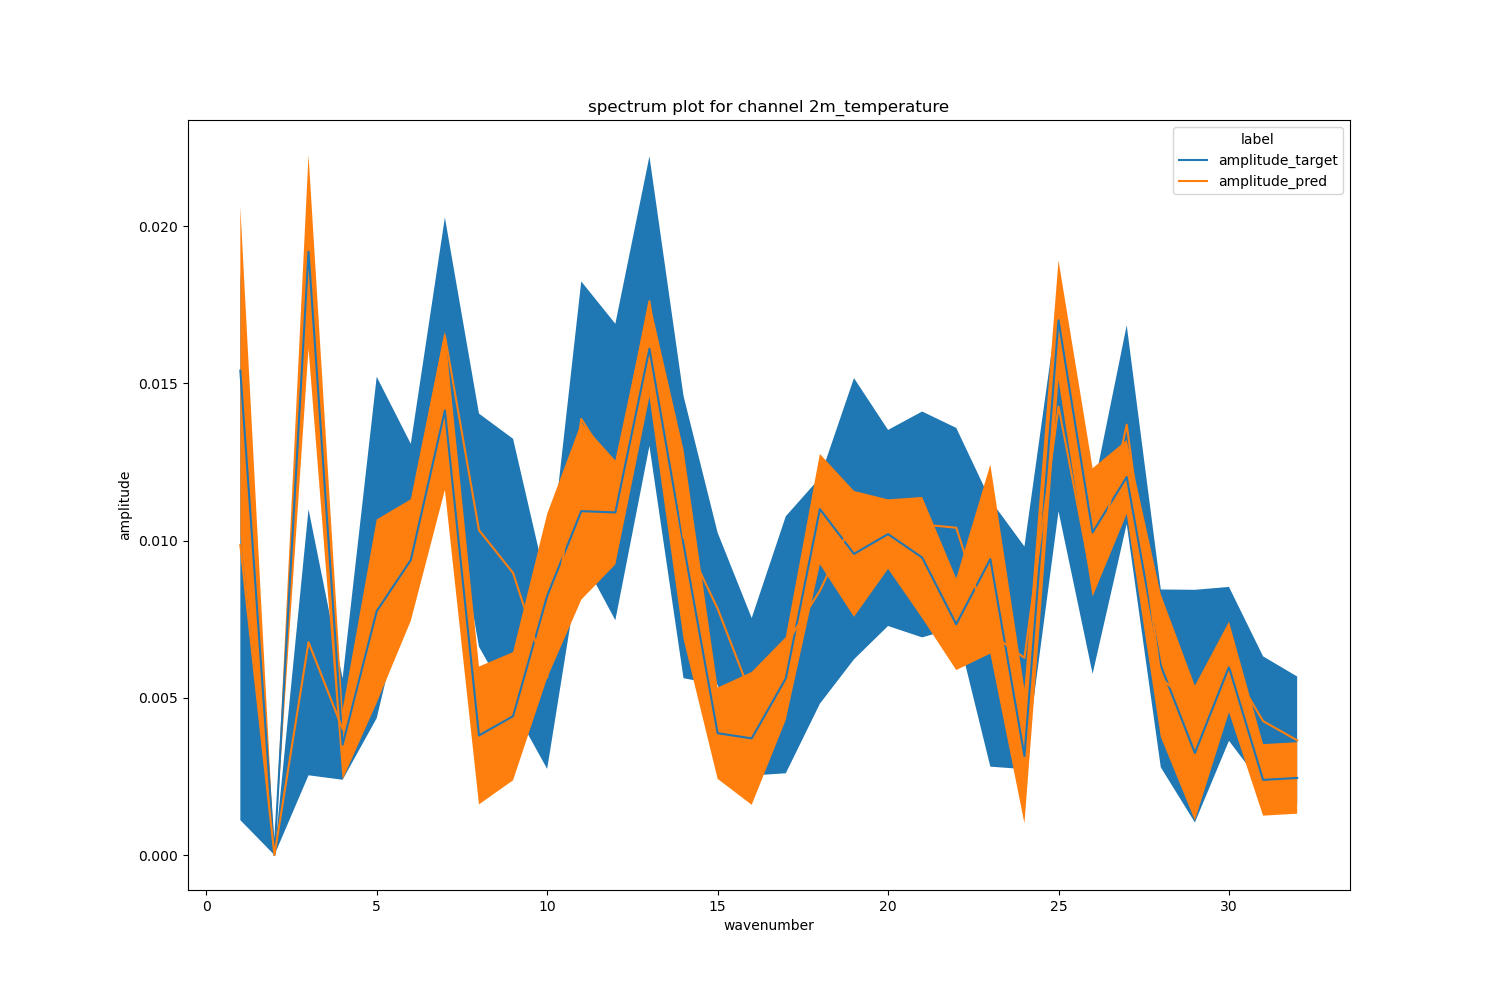 spectrum plot for channel 2m_temperature
label
amplitude_target
amplitude_pred
0.020
0.015
0.010
0.005
0.000
amplitude
0 5 10 15 20 25 30
wavenumber